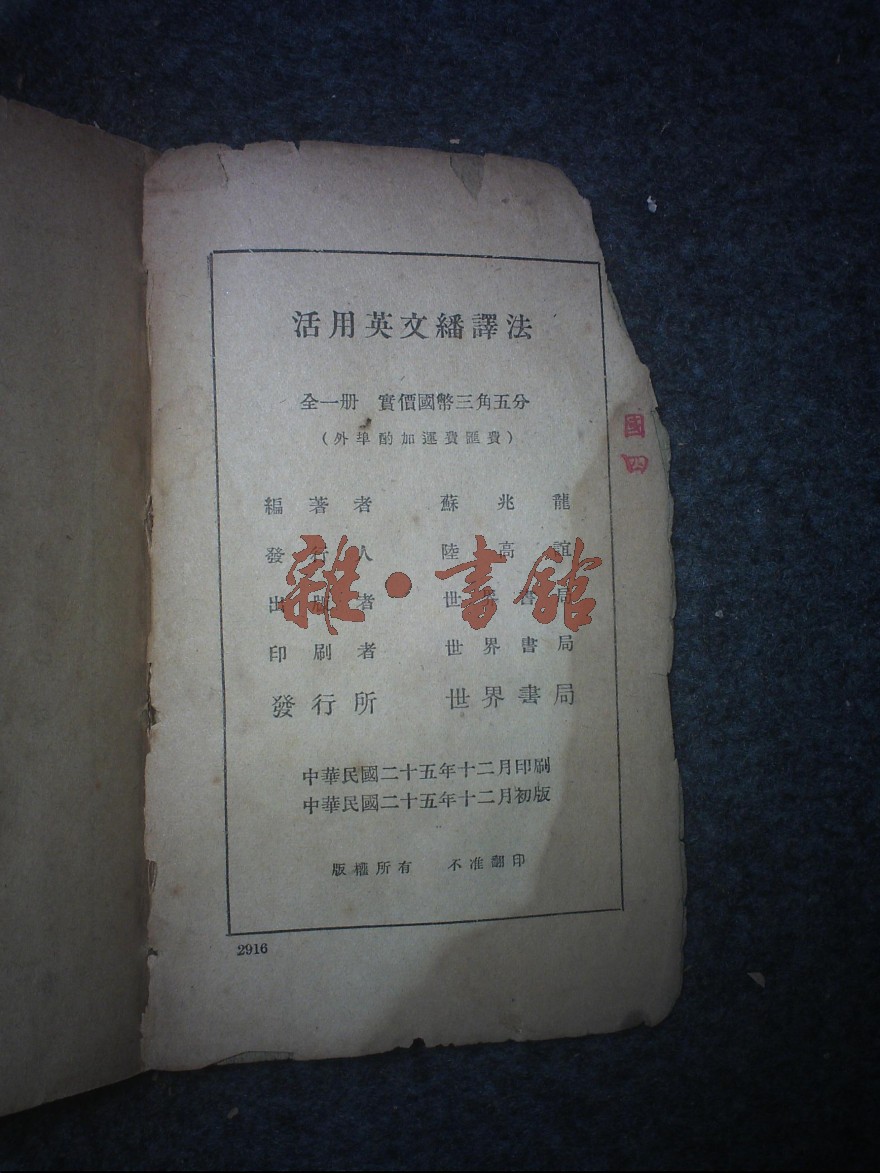 活用英文繙譯法
全一册 實價國幣三角五分
(外埠酌加運費匯費)
編著者 蘇兆龍
發行人 陸高誼
出版者 世界書局
印刷者 世界書局
發行所 世界書局
中華民國二十五年十二月印刷
中華民國二十五年十二月初版
版權所有 不准翻印
2916
國四
雜·書館